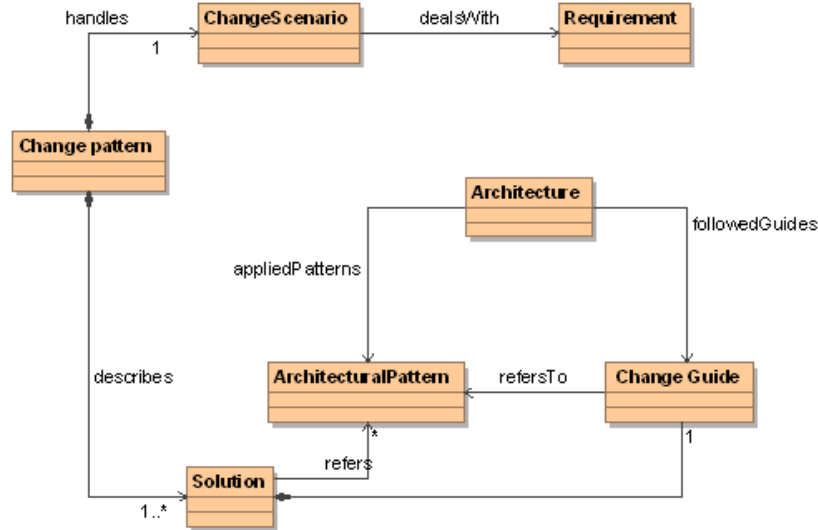 handles
ChangeScenario
dealsWith
Requirement
1
Change pattern
Architecture
followedGuides
appliedPatterns
describes
ArchitecturalPattern
refersTo
Change Guide
*
1
refers
Solution
1..*